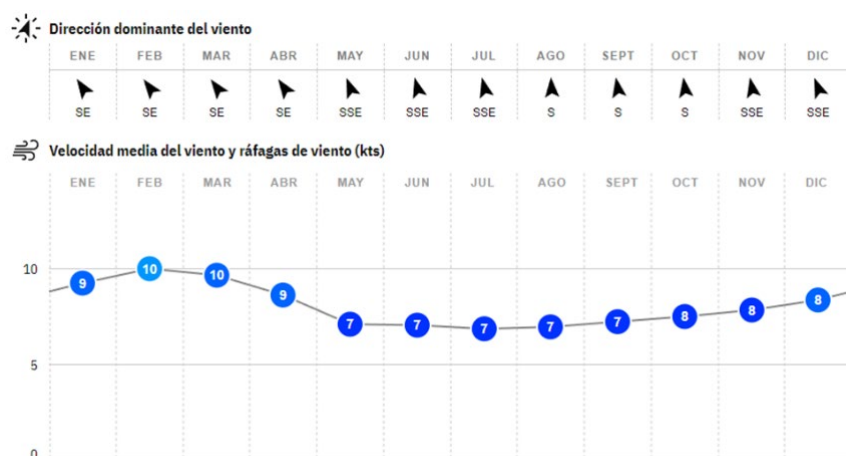 Dirección dominante del viento
ENE FEB MAR ABR MAY JUN JUL AGO SEPT OCT NOV DIC
SE SE SE SE SSE SSE SSE S S S SSE SSE
Velocidad media del viento y ráfagas de viento (kts)
ENE FEB MAR ABR MAY JUN JUL AGO SEPT OCT NOV DIC
10
9 10 10 9 7 7 7 7 7 8 8 8
5
0